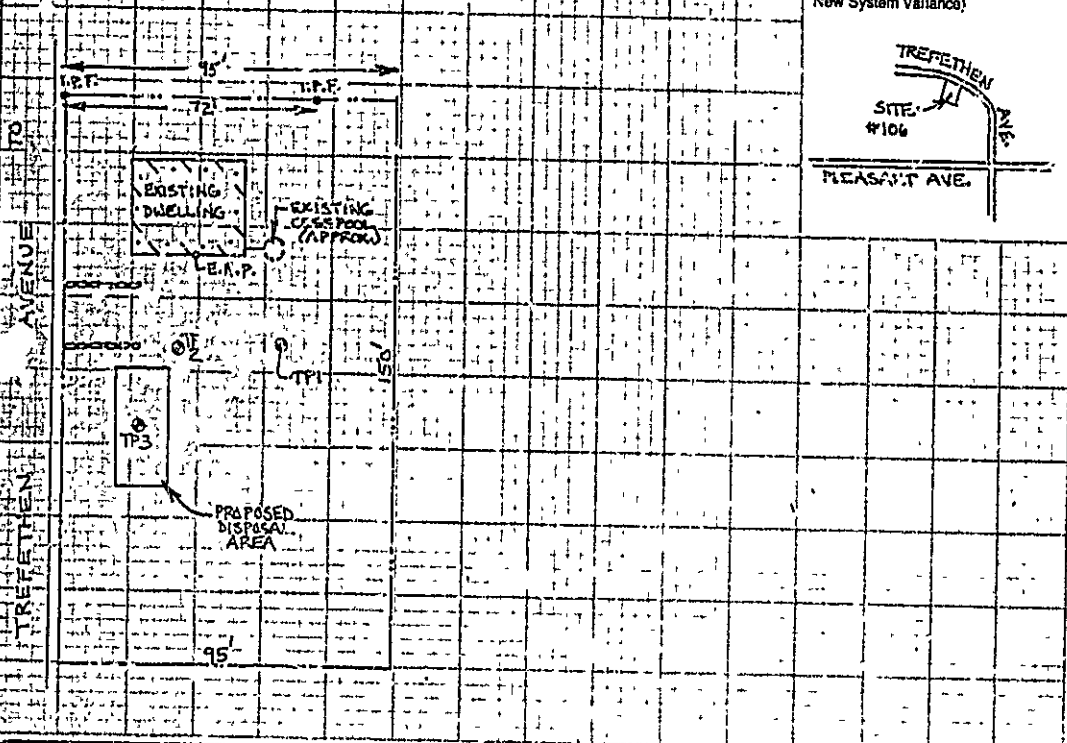 New System Variance)
TREFETHEN
AVE.
SITE
#106
PLEASANT AVE.
95'
I.P.F.
I.P.F.
72'
TO
EXISTING
DWELLING
EXISTING
CESSPOOL
(APPROX)
E.R.P.
AVENUE
TP2
TP1
150'
TP3
PROPOSED
DISPOSAL
AREA
TREFETHEN
95'